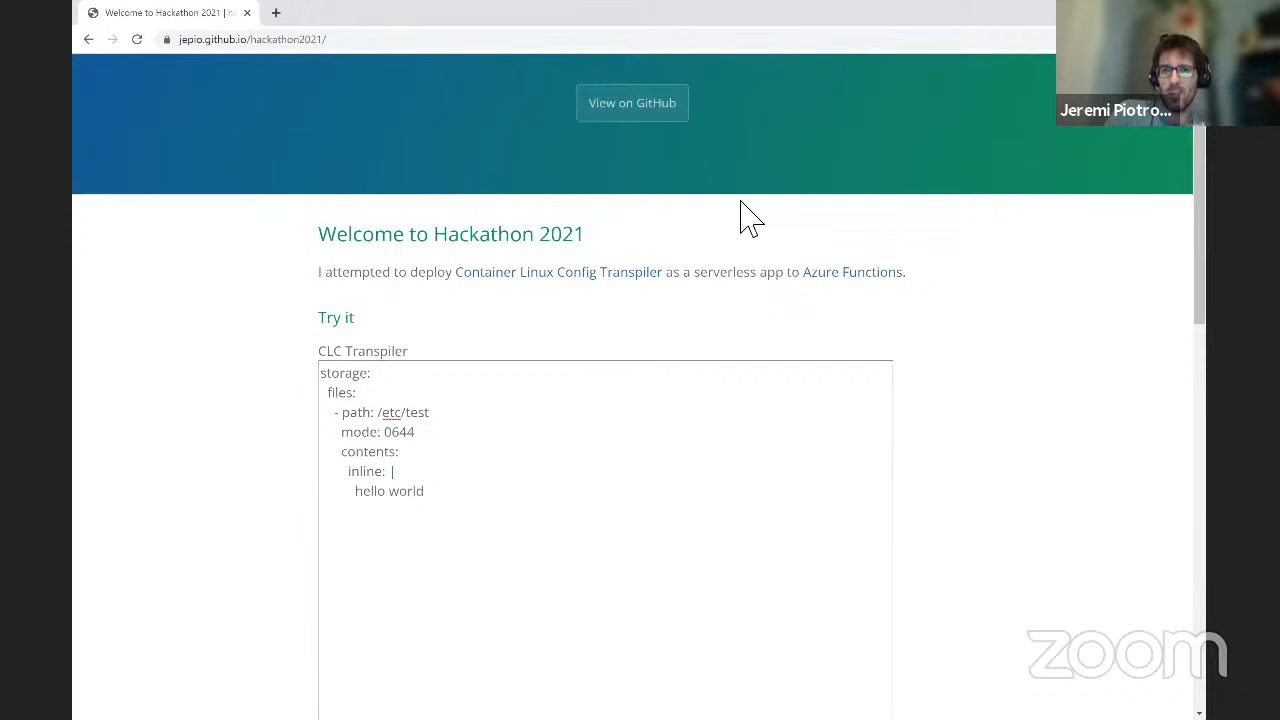 Welcome to Hackathon 2021 | h
jepio.github.io/hackathon2021/
View on GitHub
Jeremi Piotro...
Welcome to Hackathon 2021
I attempted to deploy Container Linux Config Transpiler as a serverless app to Azure Functions.
Try it
CLC Transpiler
storage:
files:
- path: /etc/test
mode: 0644
contents:
inline: |
hello world
zoom